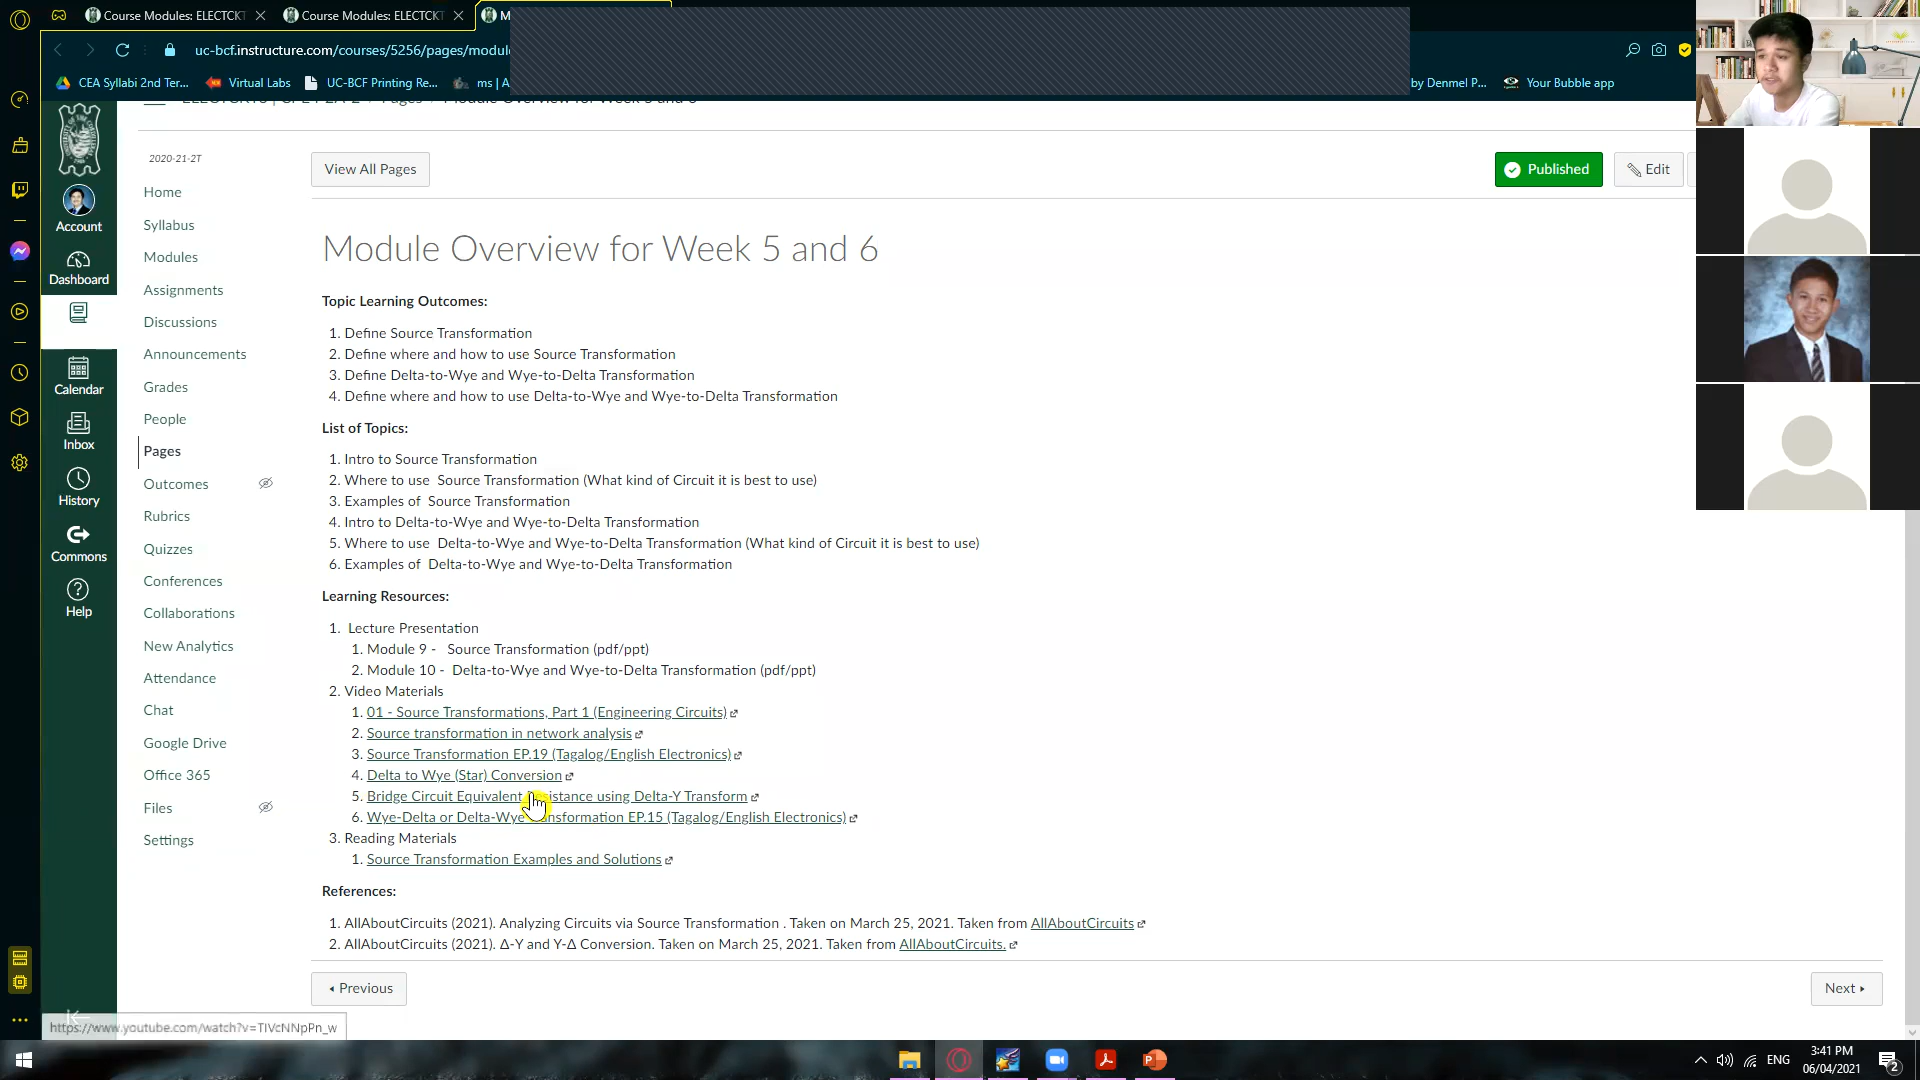 Course Modules: ELECTCKT
Course Modules: ELECTCKT
M
uc-bcf.instructure.com/courses/5256/pages/modul
CEA Syllabi 2nd Ter...
Virtual Labs
UC-BCF Printing Re...
ms | A
by Denmel P...
Your Bubble app
Account
Dashboard
Calendar
Inbox
History
Commons
Help
2020-21-2T
Home
Syllabus
Modules
Assignments
Discussions
Announcements
Grades
People
Pages
Outcomes
Rubrics
Quizzes
Conferences
Collaborations
New Analytics
Attendance
Chat
Google Drive
Office 365
Files
Settings
View All Pages
Published
Edit
Module Overview for Week 5 and 6
Topic Learning Outcomes:
1. Define Source Transformation
2. Define where and how to use Source Transformation
3. Define Delta-to-Wye and Wye-to-Delta Transformation
4. Define where and how to use Delta-to-Wye and Wye-to-Delta Transformation
List of Topics:
1. Intro to Source Transformation
2. Where to use Source Transformation (What kind of Circuit it is best to use)
3. Examples of Source Transformation
4. Intro to Delta-to-Wye and Wye-to-Delta Transformation
5. Where to use Delta-to-Wye and Wye-to-Delta Transformation (What kind of Circuit it is best to use)
6. Examples of Delta-to-Wye and Wye-to-Delta Transformation
Learning Resources:
1. Lecture Presentation
1. Module 9 - Source Transformation (pdf/ppt)
2. Module 10 - Delta-to-Wye and Wye-to-Delta Transformation (pdf/ppt)
2. Video Materials
1. 01 - Source Transformations, Part 1 (Engineering Circuits)
2. Source transformation in network analysis
3. Source Transformation EP.19 (Tagalog/English Electronics)
4. Delta to Wye (Star) Conversion
5. Bridge Circuit Equivalent Resistance using Delta-Y Transform
6. Wye-Delta or Delta-Wye Transformation EP.15 (Tagalog/English Electronics)
3. Reading Materials
1. Source Transformation Examples and Solutions
References:
1. AllAboutCircuits (2021). Analyzing Circuits via Source Transformation . Taken on March 25, 2021. Taken from AllAboutCircuits
2. AllAboutCircuits (2021). Δ-Y and Y-Δ Conversion. Taken on March 25, 2021. Taken from AllAboutCircuits.
Previous
Next
https://www.youtube.com/watch?v=TIVcNNpPn_w
ENG
3:41 PM
06/04/2021
2